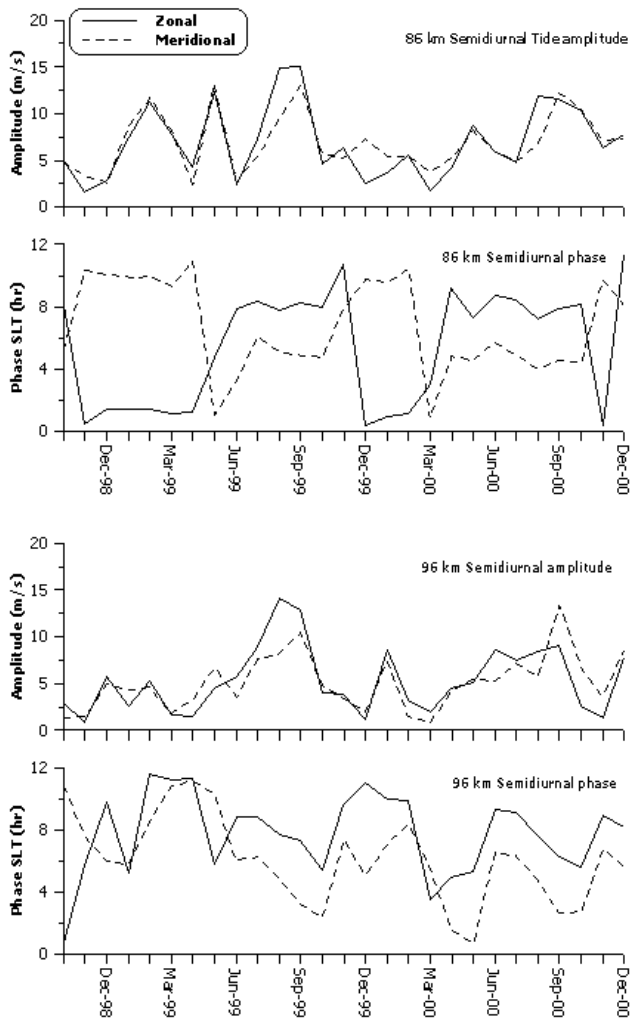 Zonal
Meridional
86 km Semidiurnal Tide amplitude
Amplitude (m/s)
20
15
10
5
0
86 km Semidiurnal phase
Phase SLT (hr)
12
8
4
0
Dec-98
Mar-99
Jun-99
Sep-99
Dec-99
Mar-00
Jun-00
Sep-00
Dec-00
96 km Semidiurnal amplitude
Amplitude (m/s)
20
15
10
5
0
96 km Semidiurnal phase
Phase SLT (hr)
12
8
4
0
Dec-98
Mar-99
Jun-99
Sep-99
Dec-99
Mar-00
Jun-00
Sep-00
Dec-00